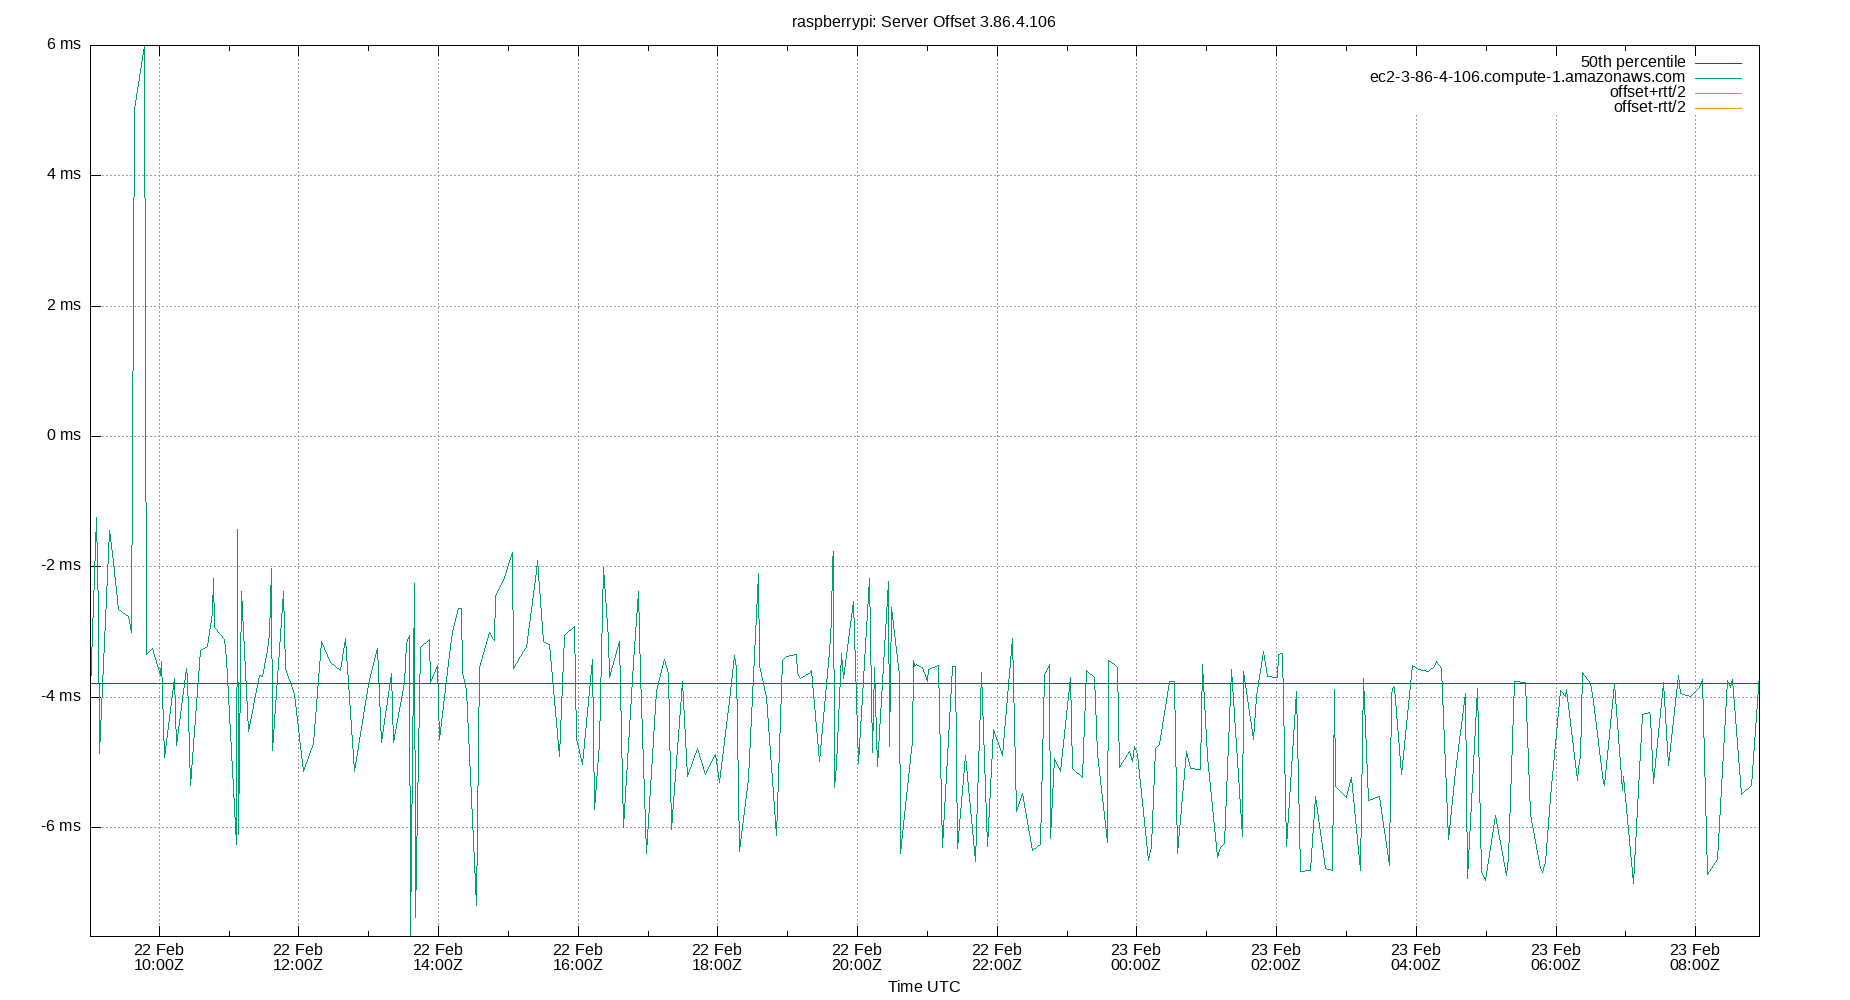 raspberrypi: Server Offset 3.86.4.106
6 ms
4 ms
2 ms
0 ms
-2 ms
-4 ms
-6 ms
50th percentile
ec2-3-86-4-106.compute-1.amazonaws.com
offset+rtt/2
offset-rtt/2
22 Feb 22 Feb 22 Feb 22 Feb 22 Feb 22 Feb 22 Feb 23 Feb 23 Feb 23 Feb 23 Feb 23 Feb
10:00Z 12:00Z 14:00Z 16:00Z 18:00Z 20:00Z 22:00Z 00:00Z 02:00Z 04:00Z 06:00Z 08:00Z
Time UTC